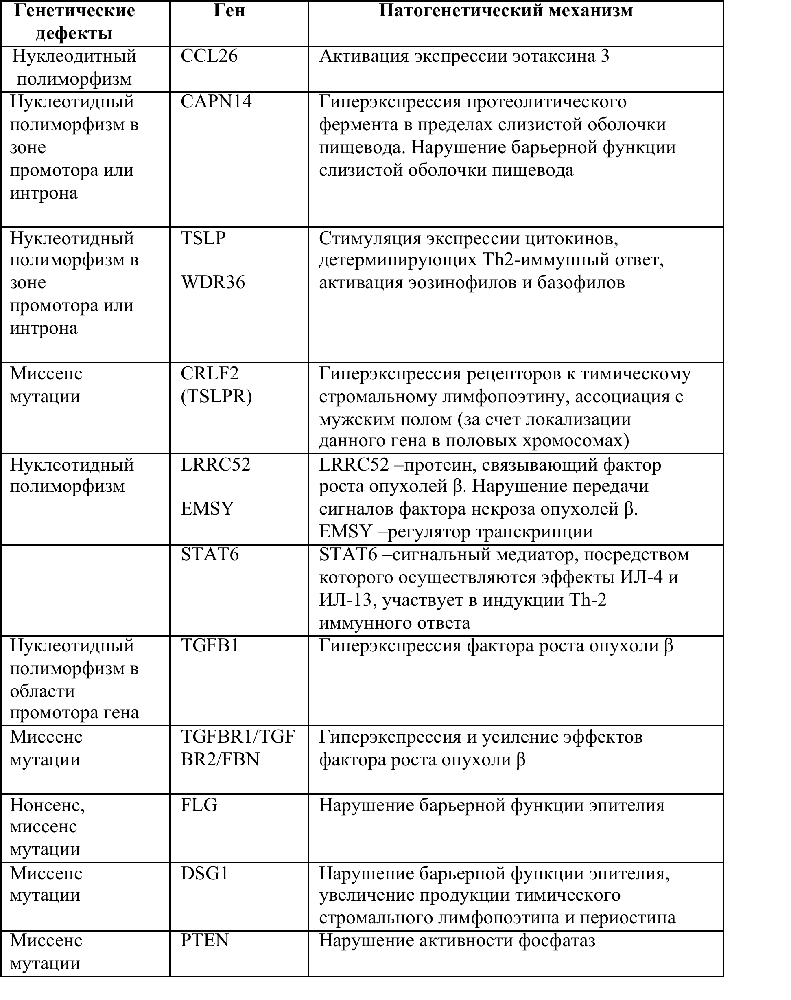 Генетические
дефекты
Ген
Патогенетический механизм
Нуклеодитный
полиморфизм
CCL26
Активация экспрессии эотаксина 3
Нуклеотидный
полиморфизм в
зоне
промотора или
интрона
CAPN14
Гиперэкспрессия протеолитического
фермента в пределах слизистой оболочки
пищевода. Нарушение барьерной функции
слизистой оболочки пищевода
Нуклеотидный
полиморфизм в
зоне
промотора или
интрона
TSLP
WDR36
Стимуляция экспрессии цитокинов,
детерминирующих Th2-иммунный ответ,
активация эозинофилов и базофилов
Миссенс
мутации
CRLF2
(TSLPR)
Гиперэкспрессия рецепторов к тимическому
стромальному лимфопоэтину, ассоциация с
мужским полом (за счет локализации
данного гена в половых хромосомах)
Нуклеотидный
полиморфизм
LRRC52
EMSY
LRRC52 –протеин, связывающий фактор
роста опухолей β. Нарушение передачи
сигналов фактора некроза опухолей β.
EMSY –регулятор транскрипции
STAT6
STAT6 –сигнальный медиатор, посредством
которого осуществляются эффекты ИЛ-4 и
ИЛ-13, участвует в индукции Th-2
иммунного ответа
Нуклеотидный
полиморфизм в
области
промотора гена
TGFB1
Гиперэкспрессия фактора роста опухоли β
Миссенс
мутации
TGFBR1/TGF
BR2/FBN
Гиперэкспрессия и усиление эффектов
фактора роста опухоли β
Нонсенс,
миссенс
мутации
FLG
Нарушение барьерной функции эпителия
Миссенс
мутации
DSG1
Нарушение барьерной функции эпителия,
увеличение продукции тимического
стромального лимфопоэтина и периостина
Миссенс
мутации
PTEN
Нарушение активности фосфатаз